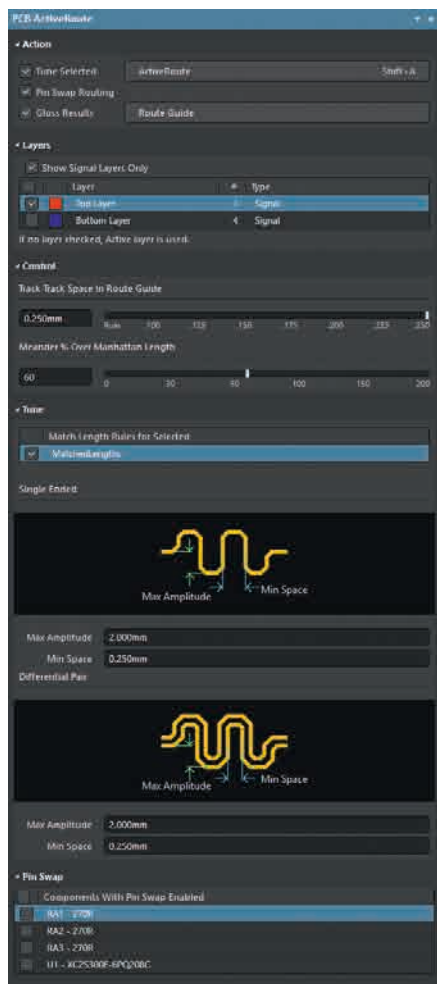 PCB ActiveRoute
Action
Tune Selected
ActiveRoute
Shift+A
Pin Swap Routing
Gloss Results
Route Guide
Layers
Show Signal Layers Only
Layer # Type
Top Layer Signal
Bottom Layer 4 Signal
If no layer checked, Active layer is used.
Control
Track-Track Space in Route Guide
0.250mm
Rule 100 125 150 175 200 225 250
Meander % Over Manhattan Length
60
0 30 60 100 150 200
Tune
Match Length Rules for Selected
MatchedLengths
Single Ended
Max Amplitude
Min Space
Max Amplitude 2.000mm
Min Space 0.250mm
Differential Pair
Max Amplitude
Min Space
Max Amplitude 2.000mm
Min Space 0.250mm
Pin Swap
Components With Pin Swap Enabled
RA1 - 270R
RA2 - 270R
RA3 - 270R
U1 - XC2S300E-6PQ208C